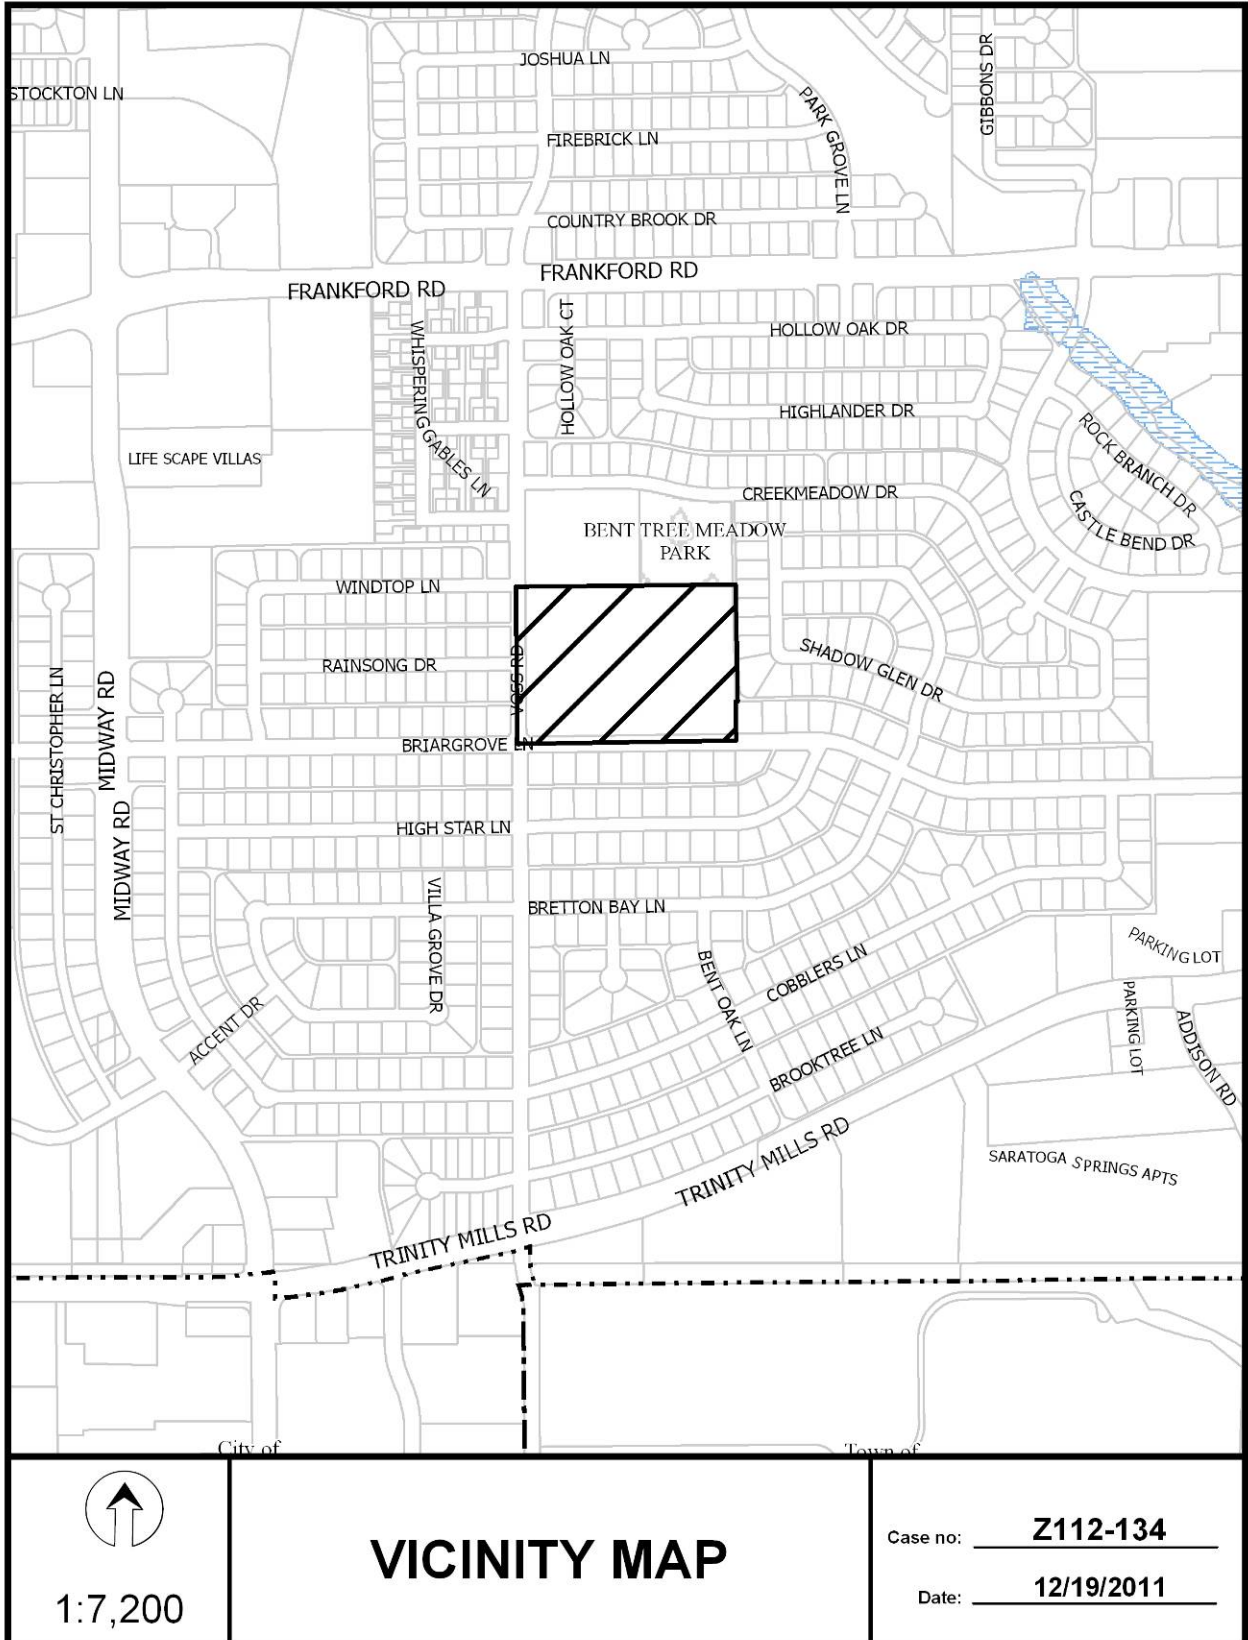 JOSHUA LN
GIBBONS DR
STOCKTON LN
PARK GROVE LN
FIREBRICK LN
COUNTRY BROOK DR
FRANKFORD RD
FRANKFORD RD
HOLLOW OAK CT
WHISPERING GABLES LN
HOLLOW OAK DR
HIGHLANDER DR
ROCK BRANCH DR
LIFE SCAPE VILLAS
CREEKMEADOW DR
CASTLE BEND DR
BENT TREE MEADOW
PARK
WINDTOP LN
VOSS RD
RAINSONG DR
SHADOW GLEN DR
ST CHRISTOPHER LN
MIDWAY RD
BRIARGROVE LN
MIDWAY RD
HIGH STAR LN
VILLA GROVE DR
BRETTON BAY LN
BENT OAK LN
COBBLERS LN
PARKING LOT
PARKING LOT
ADDISON RD
ACCENT DR
BROOKTREE LN
TRINITY MILLS RD
SARATOGA SPRINGS APTS
TRINITY MILLS RD
City of
Town of
1:7,200
VICINITY MAP
Case no: Z112-134
Date: 12/19/2011